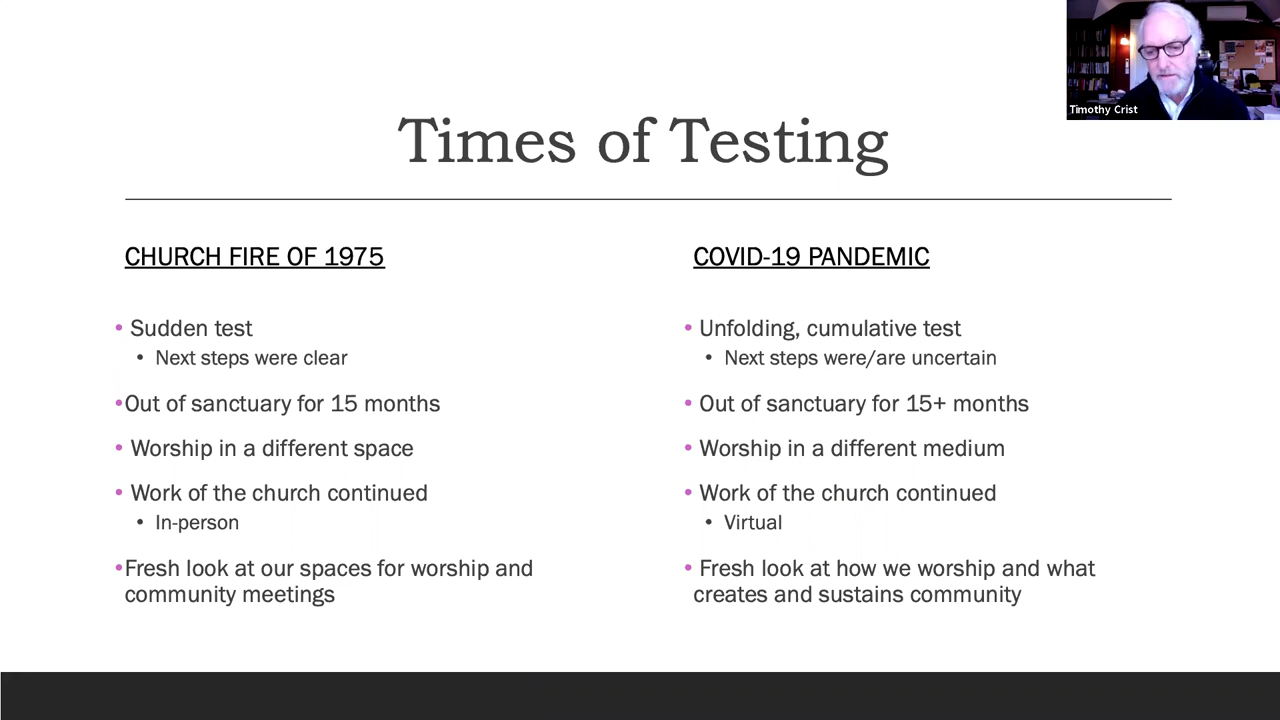 Timothy Crist
Times of Testing
CHURCH FIRE OF 1975
• Sudden test
• Next steps were clear
•Out of sanctuary for 15 months
• Worship in a different space
• Work of the church continued
• In-person
•Fresh look at our spaces for worship and
community meetings
COVID-19 PANDEMIC
• Unfolding, cumulative test
• Next steps were/are uncertain
• Out of sanctuary for 15+ months
• Worship in a different medium
• Work of the church continued
• Virtual
• Fresh look at how we worship and what
creates and sustains community